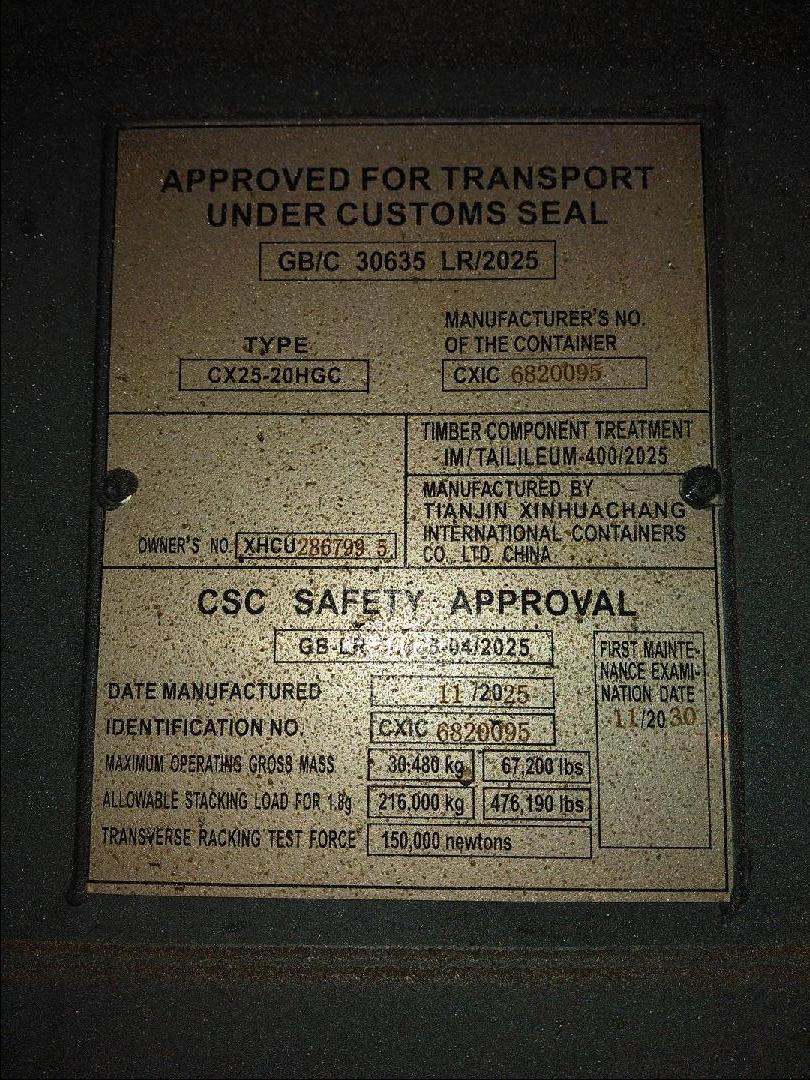 APPROVED FOR TRANSPORT
UNDER CUSTOMS SEAL
GB/C 30635 LR/2025
TYPE
CX25-20HGC
MANUFACTURER'S NO.
OF THE CONTAINER
CXIC 6820095
TIMBER COMPONENT TREATMENT
IM/TAILILEUM-400/2025
MANUFACTURED BY
TIANJIN XINHUACHANG
INTERNATIONAL CONTAINERS
CO. LTD. CHINA
OWNER'S NO. XHCU 286799 5
CSC SAFETY APPROVAL
GB-LR 04/2025
DATE MANUFACTURED 11/2025
IDENTIFICATION NO. CXIC 6820095
MAXIMUM OPERATING GROSS MASS 30,480 kg 67,200 lbs
ALLOWABLE STACKING LOAD FOR 1.8g 216,000 kg 476,190 lbs
TRANSVERSE RACKING TEST FORCE 150,000 newtons
FIRST MAINTE-
NANCE EXAMI-
NATION DATE
11/2030